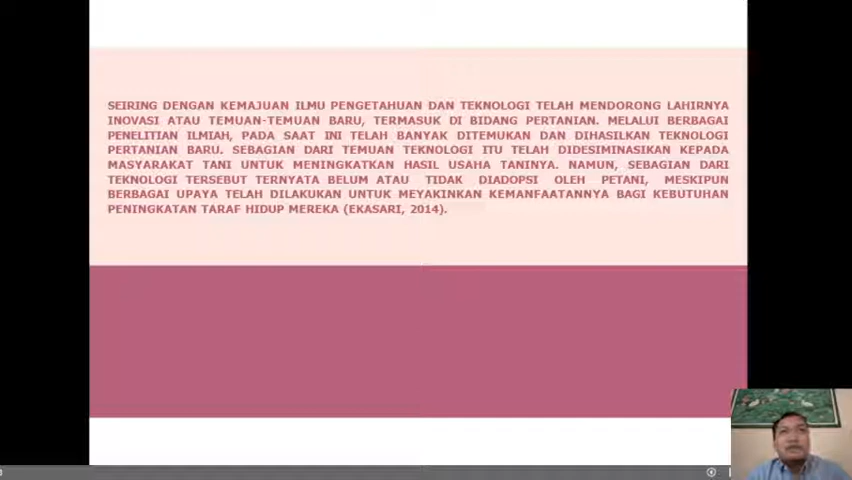 SEIRING DENGAN KEMAJUAN ILMU PENGETAHUAN DAN TEKNOLOGI TELAH MENDORONG LAHIRNYA
INOVASI ATAU TEMUAN-TEMUAN BARU, TERMASUK DI BIDANG PERTANIAN. MELALUI BERBAGAI
PENELITIAN ILMIAH, PADA SAAT INI TELAH BANYAK DITEMUKAN DAN DIHASILKAN TEKNOLOGI
PERTANIAN BARU. SEBAGIAN DARI TEMUAN TEKNOLOGI ITU TELAH DIDESIMINASIKAN KEPADA
MASYARAKAT TANI UNTUK MENINGKATKAN HASIL USAHA TANINYA. NAMUN, SEBAGIAN DARI
TEKNOLOGI TERSEBUT TERNYATA BELUM ATAU TIDAK DIADOPSI OLEH PETANI, MESKIPUN
BERBAGAI UPAYA TELAH DILAKUKAN UNTUK MEYAKINKAN KEMANFAATANNYA BAGI KEBUTUHAN
PENINGKATAN TARAF HIDUP MEREKA (EKASARI, 2014).